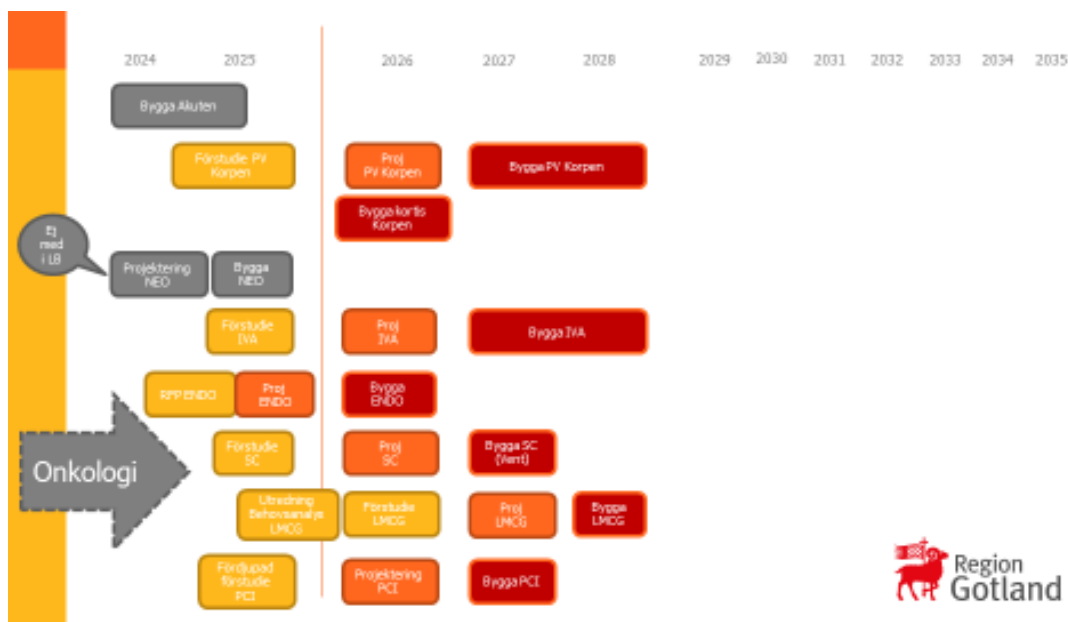 2024 2025 2026 2027 2028 2029 2030 2031 2032 2033 2034 2035
Bygga Akuten
Förstudie PV
Korpen
Proj
PV Korpen
Bygga PV Korpen
Bygga kortis
Korpen
Ej
med
i LB
Projektering
NEO
Bygga
NEO
Förstudie
IVA
Proj
IVA
Bygga IVA
RFP ENDO
Proj
ENDO
Bygga
ENDO
Onkologi
Förstudie
SC
Proj
SC
Bygga SC
(Vent)
Utredning
Behovsanalys
LMCG
Förstudie
LMCG
Proj
LMCG
Bygga
LMCG
Fördjupad
förstudie
PCI
Projektering
PCI
Bygga PCI
Region
Gotland